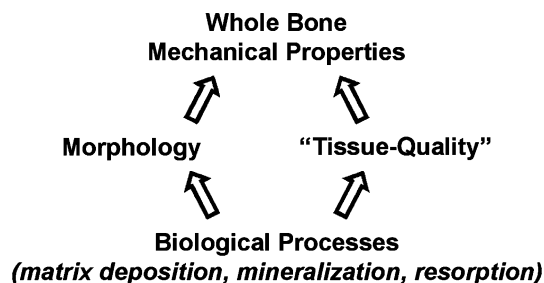 Whole Bone
Mechanical Properties
Morphology
“Tissue-Quality”
Biological Processes
(matrix deposition, mineralization, resorption)